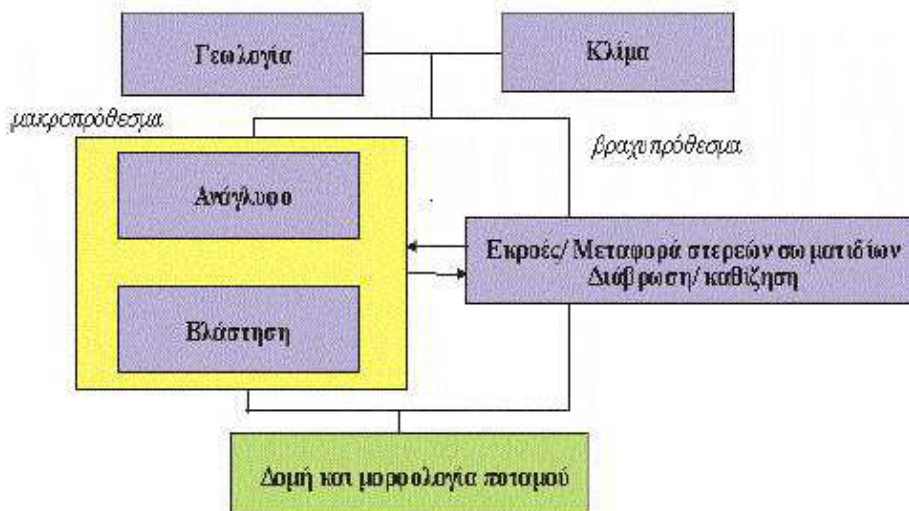 Γεωλογία
Κλίμα
μακροπρόθεσμα
βραχυπρόθεσμα
Ανάγλυφο
Εκροές/ Μεταφορά στερεών σωματιδίων
Διάβρωση/ καθίζηση
Βλάστηση
Δομή και μορφολογία ποταμού